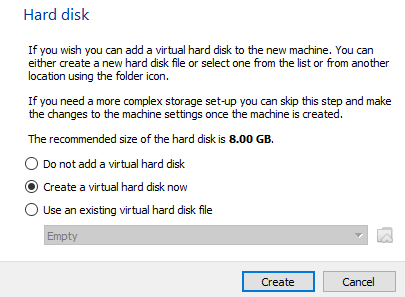 Hard disk
If you wish you can add a virtual hard disk to the new machine. You can
either create a new hard disk file or select one from the list or from another
location using the folder icon.
If you need a more complex storage set-up you can skip this step and make
the changes to the machine settings once the machine is created.
The recommended size of the hard disk is 8.00 GB.
Do not add a virtual hard disk
Create a virtual hard disk now
Use an existing virtual hard disk file
Empty
Create
Cancel